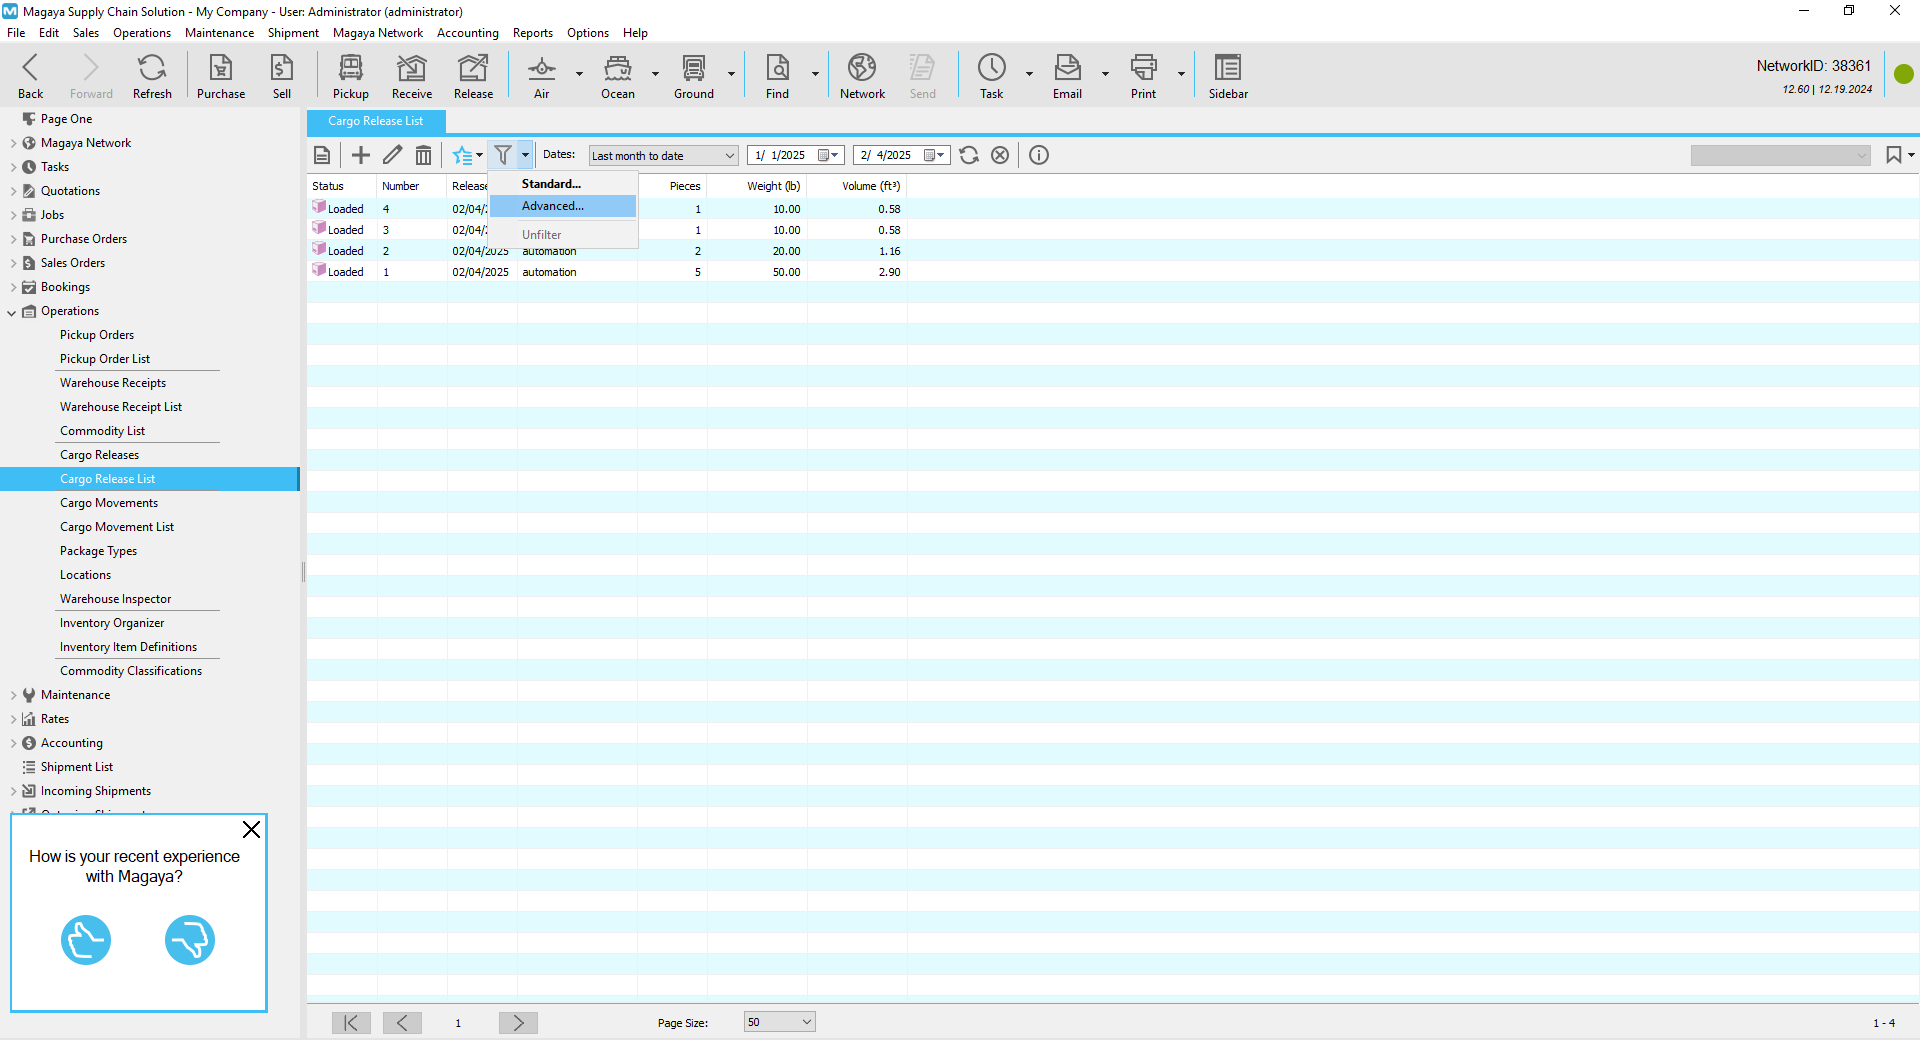 Magaya Supply Chain Solution - My Company - User: Administrator (administrator)
File Edit Sales Operations Maintenance Shipment Magaya Network Accounting Reports Options Help
Back Forward Refresh Purchase Sell Pickup Receive Release Air Ocean Ground Find Network Send Task Email Print Sidebar
NetworkID: 38361
12.60 | 12.19.2024
Page One
Magaya Network
Tasks
Quotations
Jobs
Purchase Orders
Sales Orders
Bookings
Operations
Pickup Orders
Pickup Order List
Warehouse Receipts
Warehouse Receipt List
Commodity List
Cargo Releases
Cargo Release List
Cargo Movements
Cargo Movement List
Package Types
Locations
Warehouse Inspector
Inventory Organizer
Inventory Item Definitions
Commodity Classifications
Maintenance
Rates
Accounting
Shipment List
Incoming Shipments
How is your recent experience
with Magaya?
Cargo Release List
Dates: Last month to date 1/ 1/2025 2/ 4/2025
Status Number Release Pieces Weight (lb) Volume (ft³)
Standard...
Advanced...
Unfilter
Loaded 4 02/04/ 1 10.00 0.58
Loaded 3 02/04/ 1 10.00 0.58
Loaded 2 02/04/2025 automation 2 20.00 1.16
Loaded 1 02/04/2025 automation 5 50.00 2.90
1 Page Size: 50 1 - 4